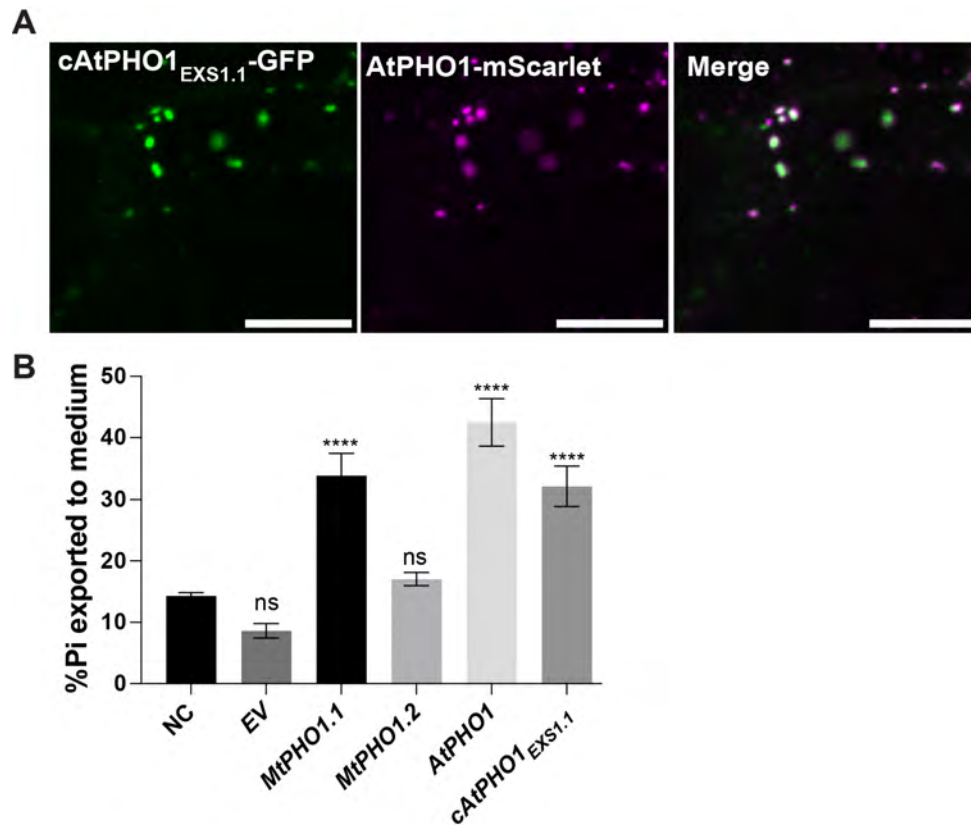 A
cAtPHO1EXS1.1-GFP
AtPHO1-mScarlet
Merge
B
%Pi exported to medium
50
40
30
20
10
0
ns
****
ns
****
****
NC
EV
MtPHO1.1
MtPHO1.2
AtPHO1
cAtPHO1EXS1.1